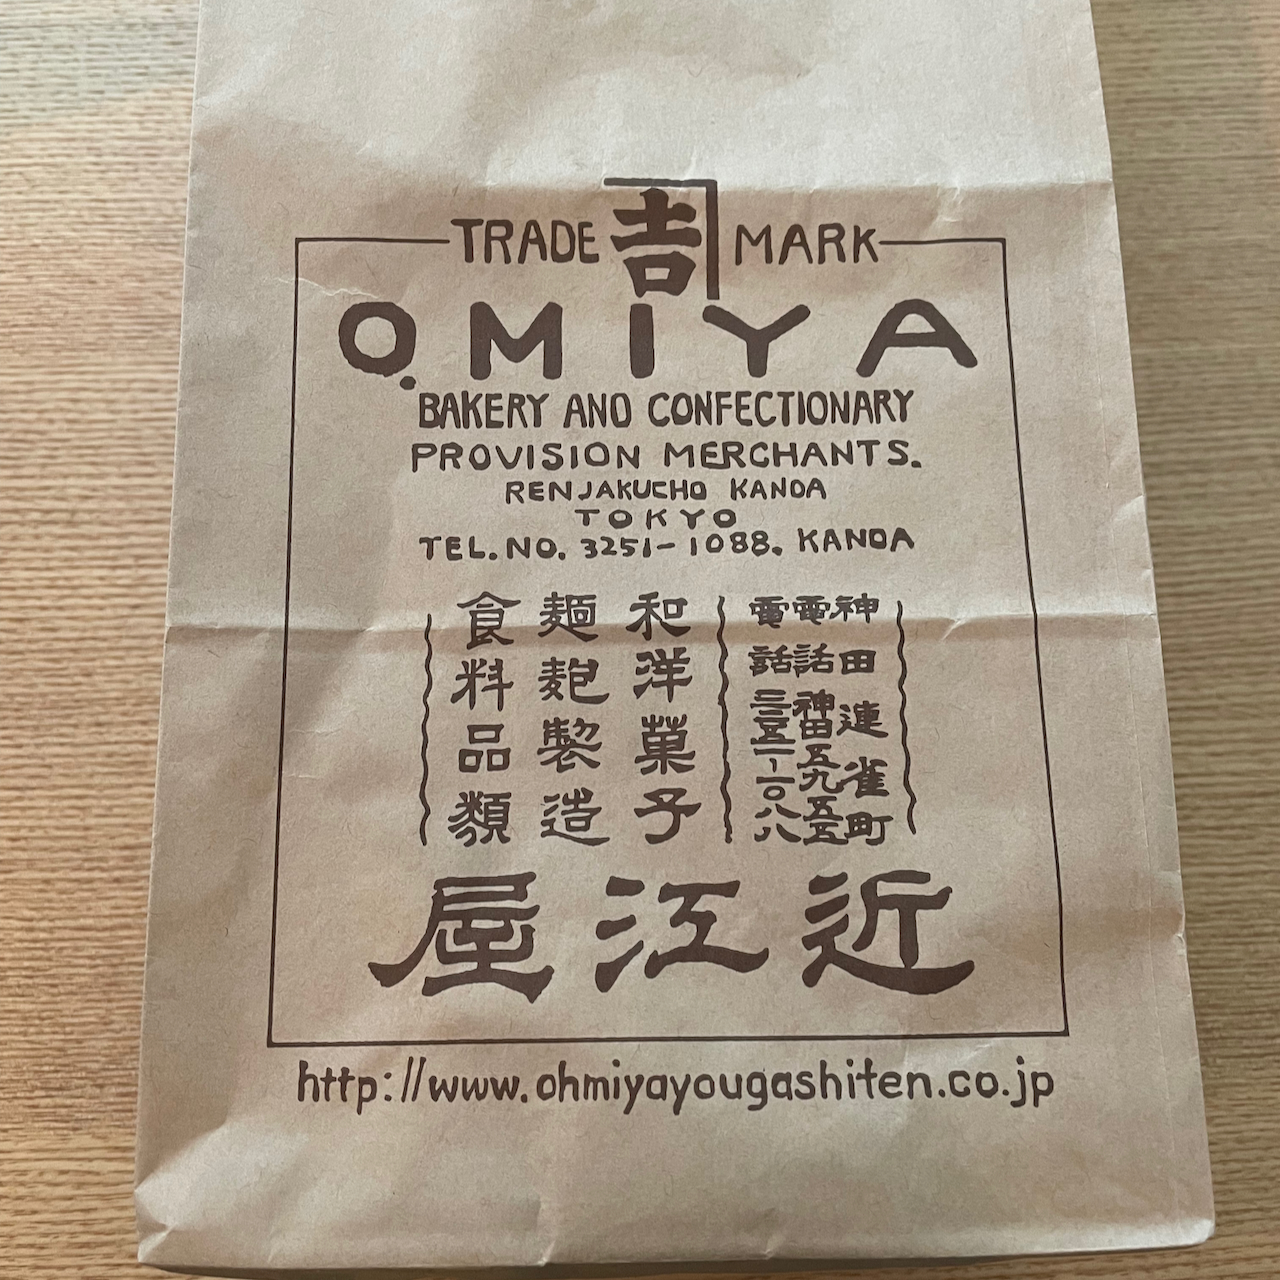 TRADE 吉 MARK
O.MIYA
BAKERY AND CONFECTIONARY
PROVISION MERCHANTS.
RENJAKUCHO KANDA
TOKYO
TEL.NO. 3251-1088. KANDA
神田連雀町
電話神田五九五五
電話三二五一-一〇八八
和洋菓子
麺麭製造
食料品類
近江屋
http://www.ohmiyayougashiten.co.jp